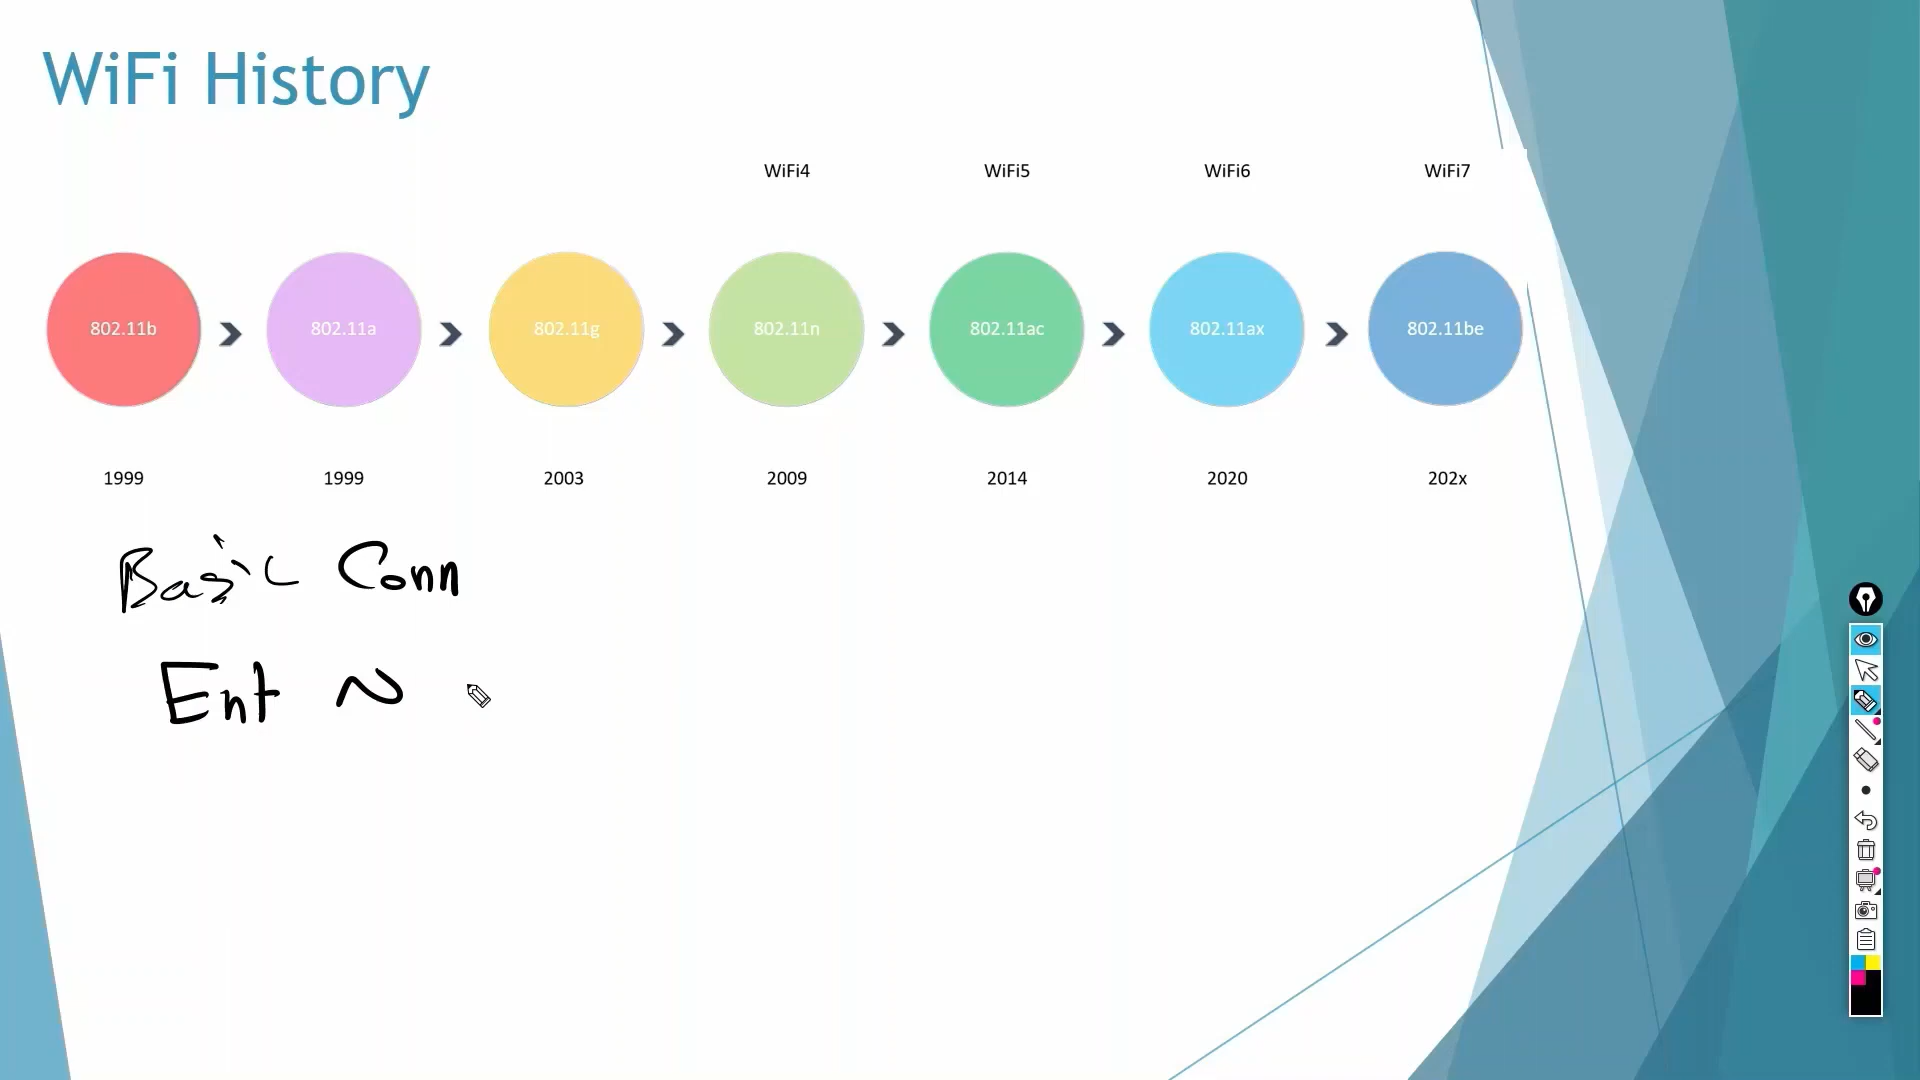 WiFi History
WiFi4 WiFi5 WiFi6 WiFi7
802.11b 802.11a 802.11g 802.11n 802.11ac 802.11ax 802.11be
1999 1999 2003 2009 2014 2020 202x
Basic Conn
Ent N